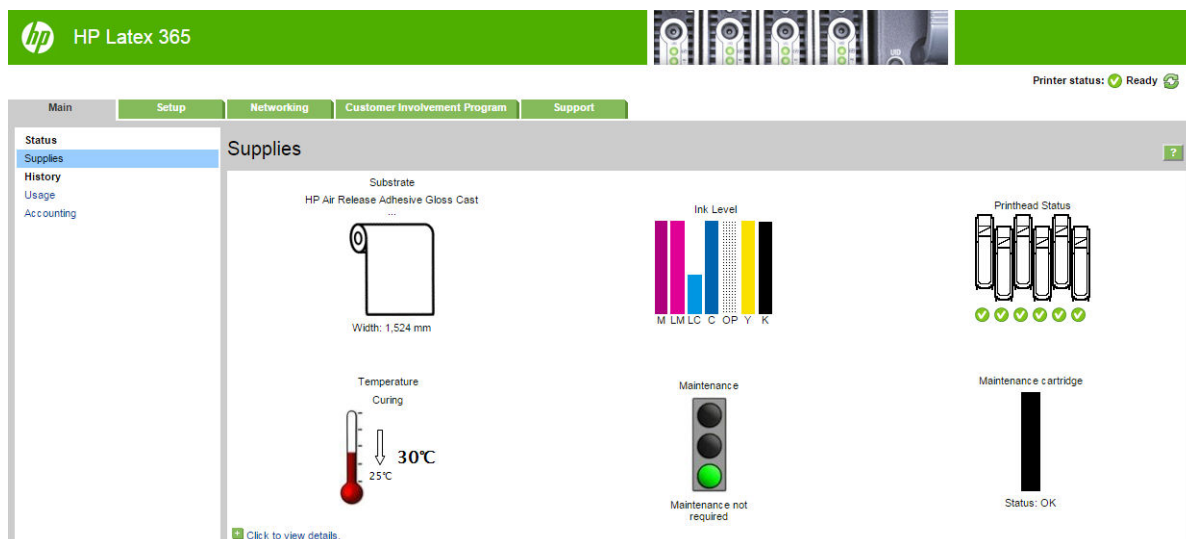 hp HP Latex 365
UID
Printer status: Ready
Main Setup Networking Customer Involvement Program Support
Status
Supplies
History
Usage
Accounting
Supplies
?
Substrate
HP Air Release Adhesive Gloss Cast
...
Width: 1,524 mm
Ink Level
M LM LC C OP Y K
Printhead Status
Temperature
Curing
30℃
25℃
Maintenance
Maintenance not
required
Maintenance cartridge
Status: OK
+ Click to view details.